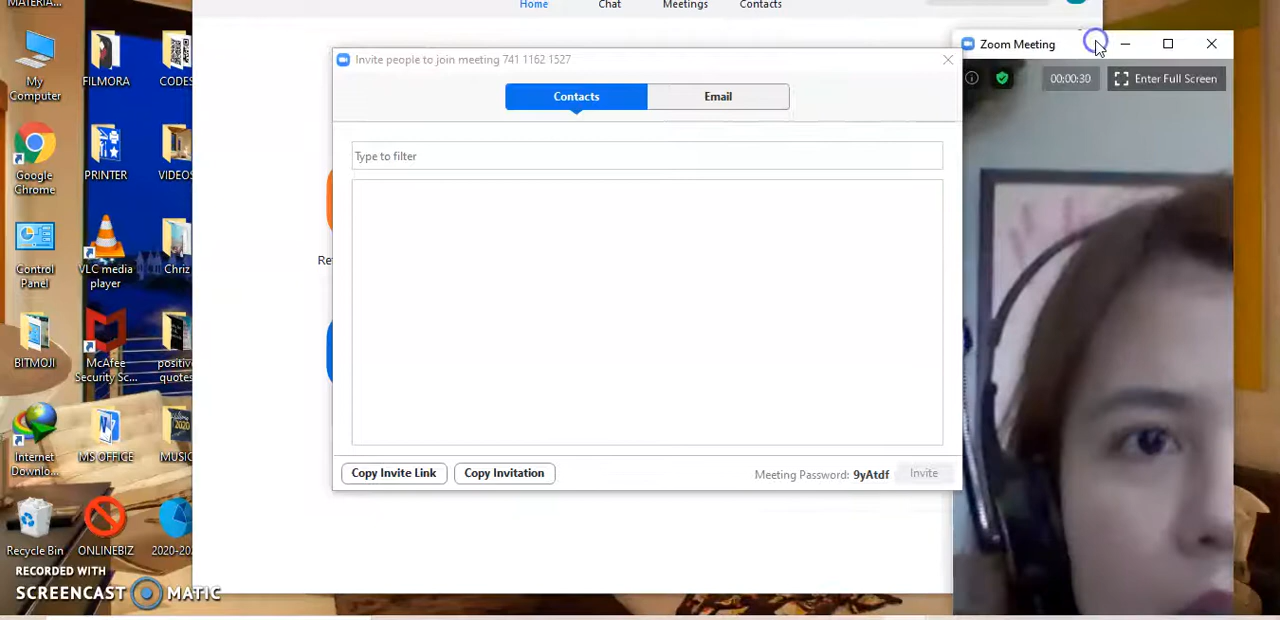 MATERIA...
Home
Chat
Meetings
Contacts
My
Computer
FILMORA
CODES
Zoom Meeting
00:00:30
Enter Full Screen
Invite people to join meeting 741 1162 1527
Contacts
Email
Type to filter
Google
Chrome
PRINTER
VIDEOS
Control
Panel
VLC media
player
Chriz
Re
BITMOJI
McAfee
Security Sc...
positiv
quotes
Internet
Downlo...
MS OFFICE
MUSIC
Copy Invite Link
Copy Invitation
Meeting Password: 9yAtdf
Invite
Recycle Bin
ONLINEBIZ
2020-20
RECORDED WITH
SCREENCAST MATIC